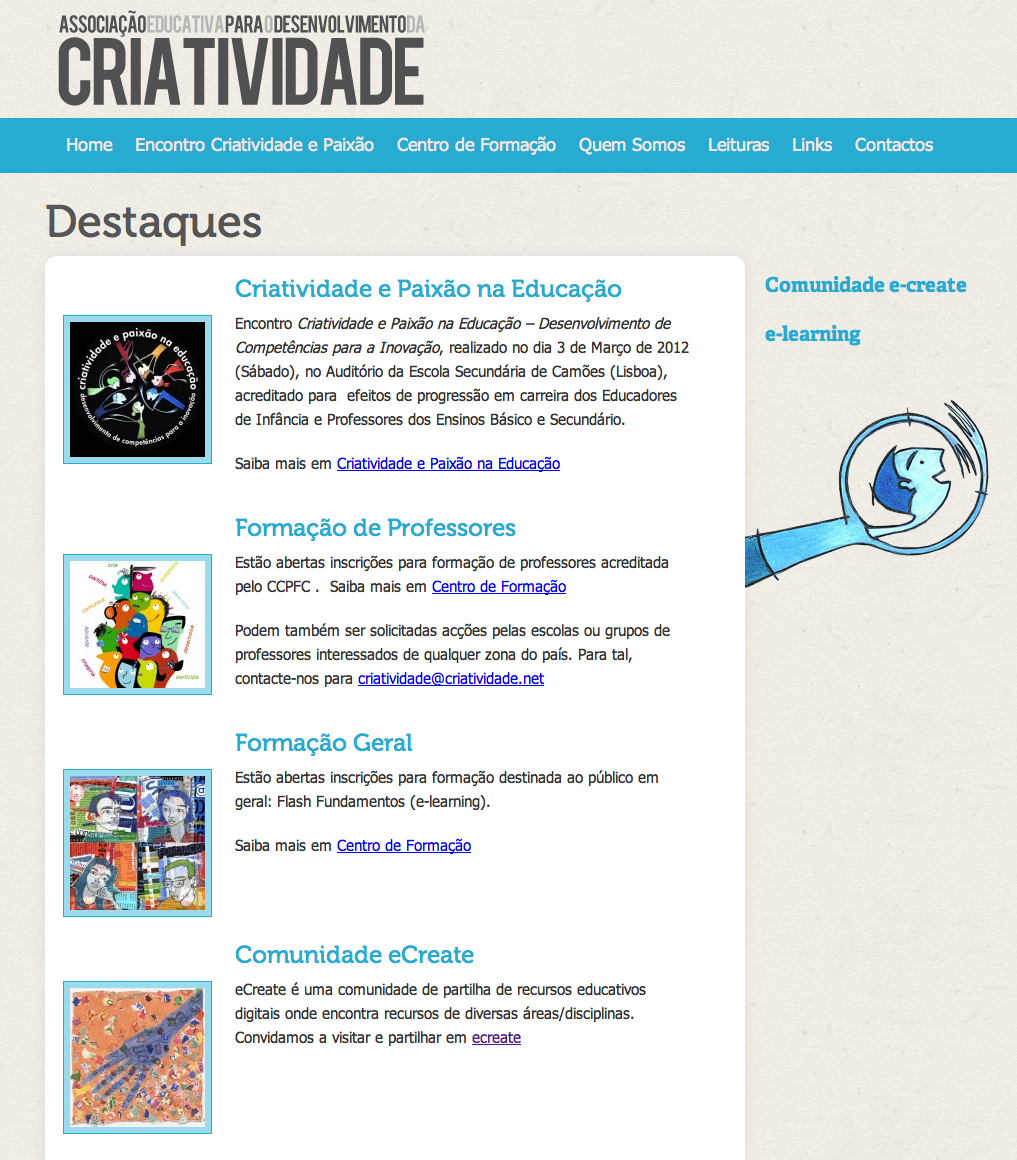 ASSOCIAÇÃOEDUCATIVAPARAODESENVOLVIMENTODA
CRIATIVIDADE
Home Encontro Criatividade e Paixão Centro de Formação Quem Somos Leituras Links Contactos
Destaques
Criatividade e Paixão na Educação
criatividade e paixão na educação
desenvolvimento de competências para a inovação
Encontro Criatividade e Paixão na Educação – Desenvolvimento de
Competências para a Inovação, realizado no dia 3 de Março de 2012
(Sábado), no Auditório da Escola Secundária de Camões (Lisboa),
acreditado para  efeitos de progressão em carreira dos Educadores
de Infância e Professores dos Ensinos Básico e Secundário.
Saiba mais em Criatividade e Paixão na Educação
Formação de Professores
cria
partilha
comunica
aprende
imagina
participa
desenvolve
Estão abertas inscrições para formação de professores acreditada
pelo CCPFC .  Saiba mais em Centro de Formação
Podem também ser solicitadas acções pelas escolas ou grupos de
professores interessados de qualquer zona do país. Para tal,
contacte-nos para criatividade@criatividade.net
Formação Geral
Estão abertas inscrições para formação destinada ao público em
geral: Flash Fundamentos (e-learning).
Saiba mais em Centro de Formação
Comunidade eCreate
eCreate é uma comunidade de partilha de recursos educativos
digitais onde encontra recursos de diversas áreas/disciplinas.
Convidamos a visitar e partilhar em ecreate
Comunidade e-create
e-learning